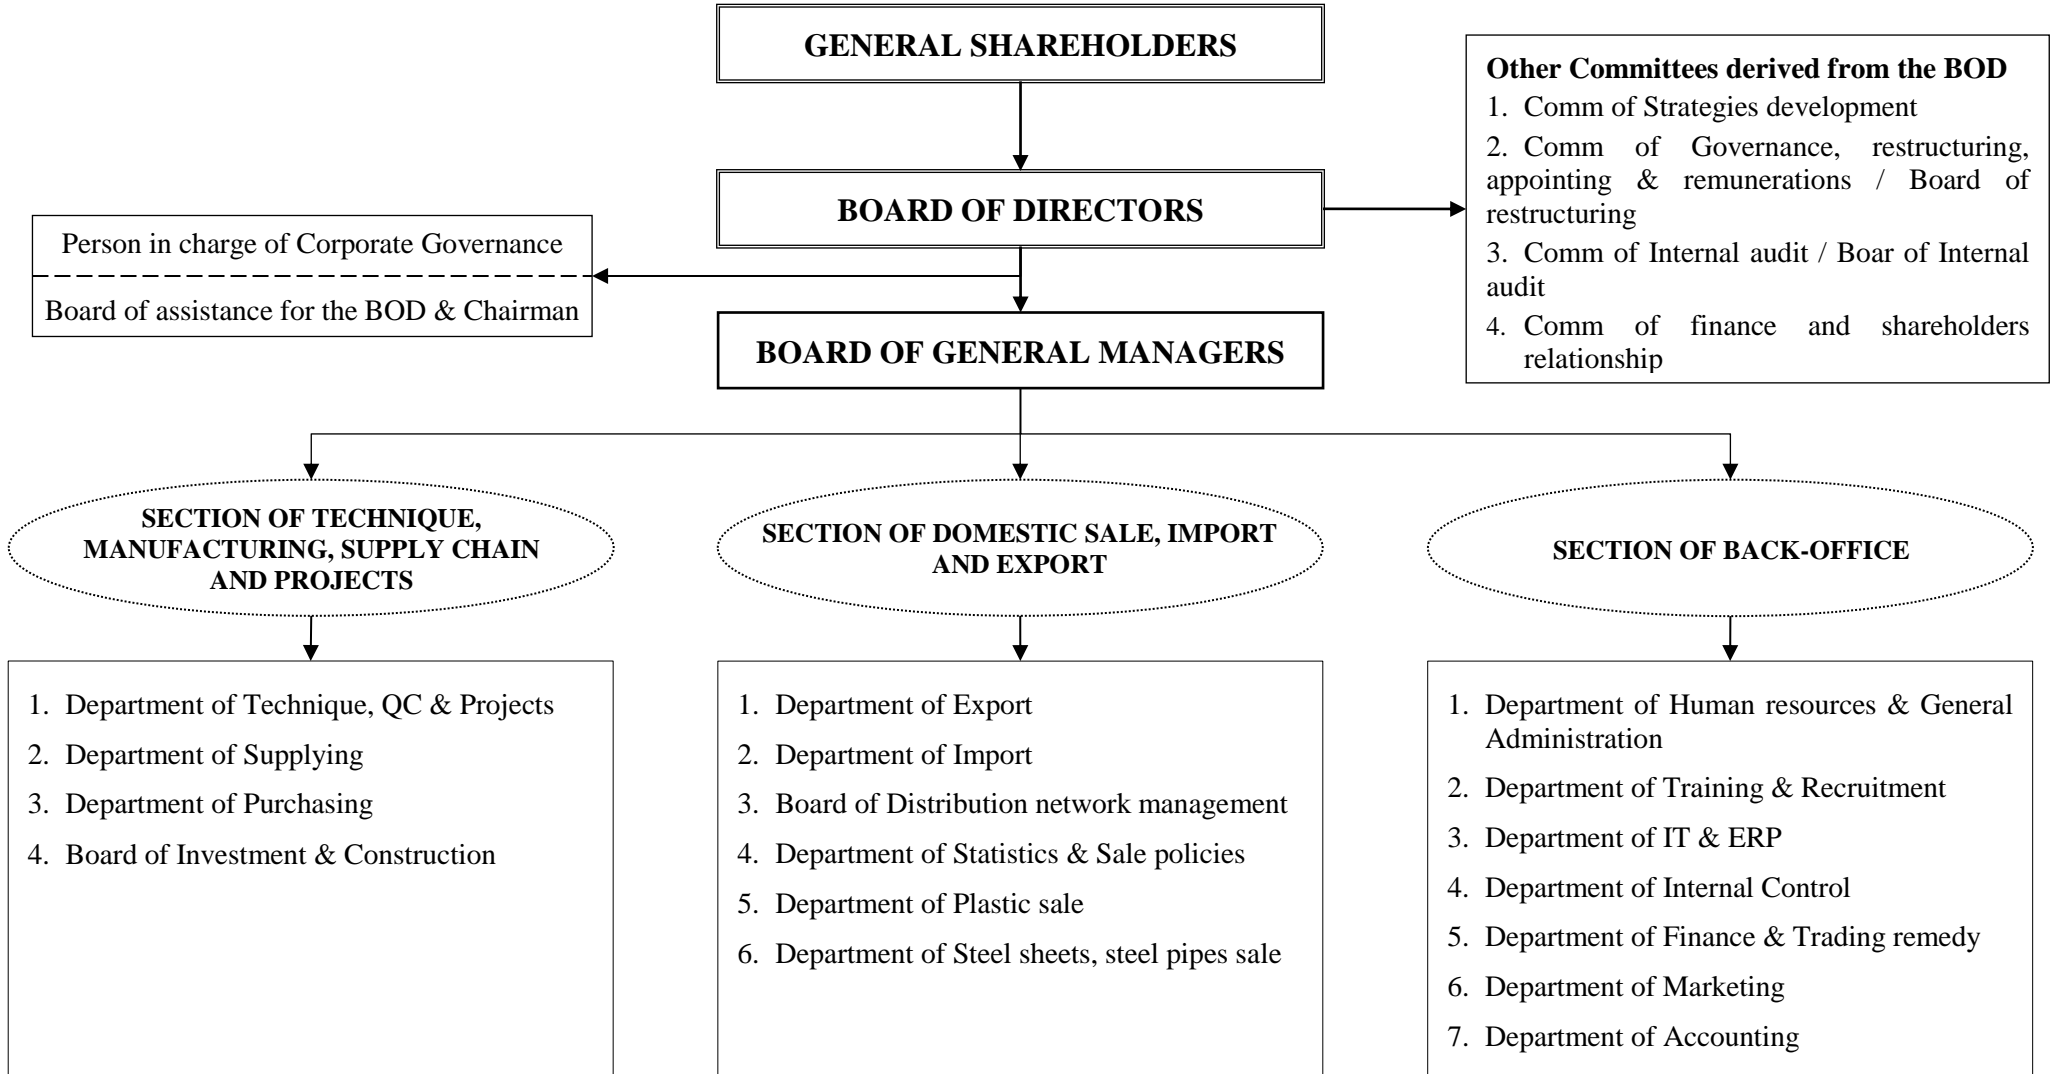 GENERAL SHAREHOLDERS
Other Committees derived from the BOD
1. Comm of Strategies development
2. Comm of Governance, restructuring,
appointing & remunerations / Board of
restructuring
3. Comm of Internal audit / Boar of Internal
audit
4. Comm of finance and shareholders
relationship
BOARD OF DIRECTORS
Person in charge of Corporate Governance
Board of assistance for the BOD & Chairman
BOARD OF GENERAL MANAGERS
SECTION OF TECHNIQUE,
MANUFACTURING, SUPPLY CHAIN
AND PROJECTS
SECTION OF DOMESTIC SALE, IMPORT
AND EXPORT
SECTION OF BACK-OFFICE
1. Department of Technique, QC & Projects
2. Department of Supplying
3. Department of Purchasing
4. Board of Investment & Construction
1. Department of Export
2. Department of Import
3. Board of Distribution network management
4. Department of Statistics & Sale policies
5. Department of Plastic sale
6. Department of Steel sheets, steel pipes sale
1. Department of Human resources & General
Administration
2. Department of Training & Recruitment
3. Department of IT & ERP
4. Department of Internal Control
5. Department of Finance & Trading remedy
6. Department of Marketing
7. Department of Accounting